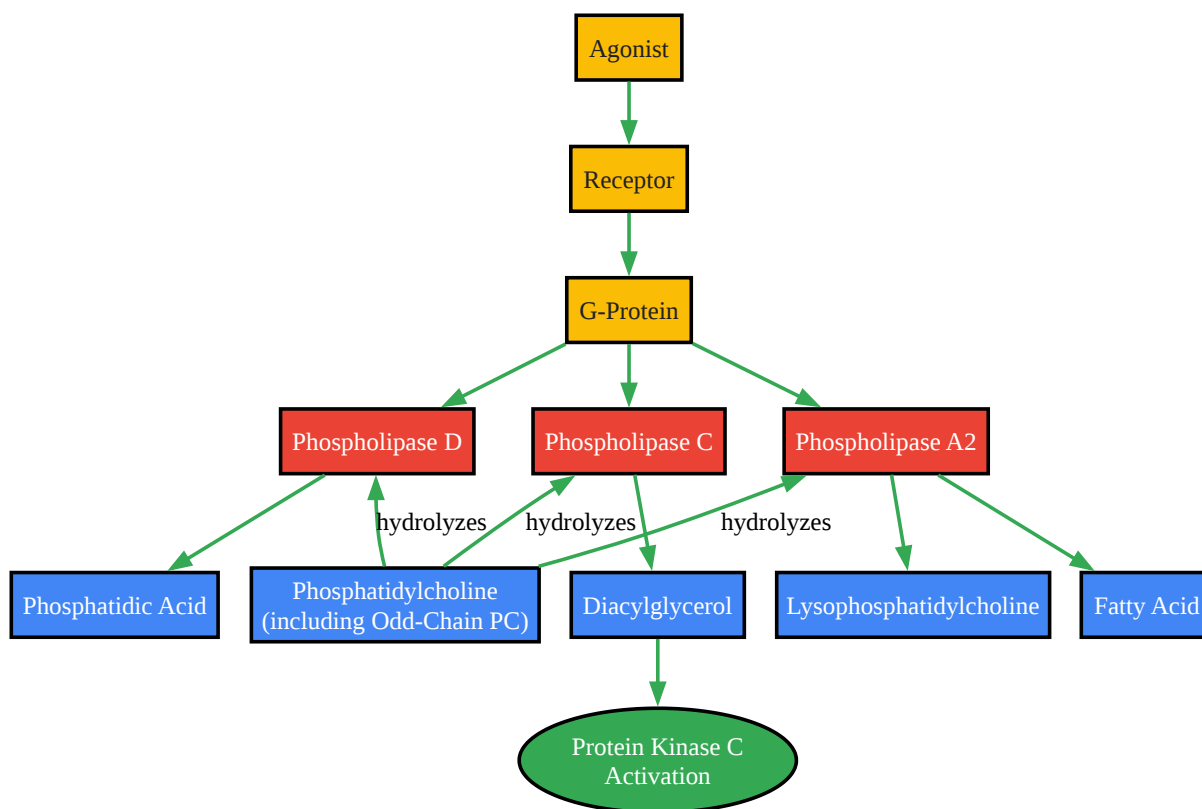 Agonist
Receptor
G-Protein
Phospholipase D
Phospholipase C
Phospholipase A2
hydrolyzes
hydrolyzes
hydrolyzes
Phosphatidic Acid
Phosphatidylcholine
(including Odd-Chain PC)
Diacylglycerol
Lysophosphatidylcholine
Fatty Acid
Protein Kinase C
Activation